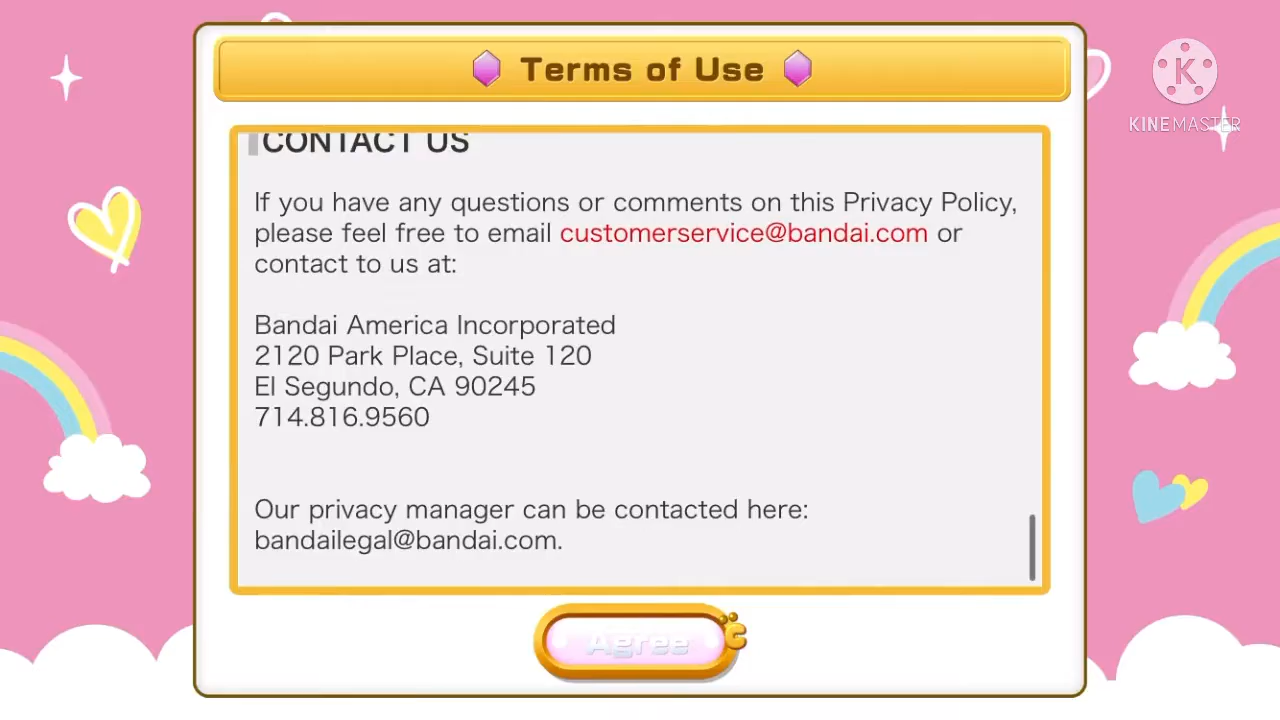 Terms of Use
K
KINEMASTER
CONTACT US
If you have any questions or comments on this Privacy Policy,
please feel free to email customerservice@bandai.com or
contact to us at:
Bandai America Incorporated
2120 Park Place, Suite 120
El Segundo, CA 90245
714.816.9560
Our privacy manager can be contacted here:
bandailegal@bandai.com.
Agree